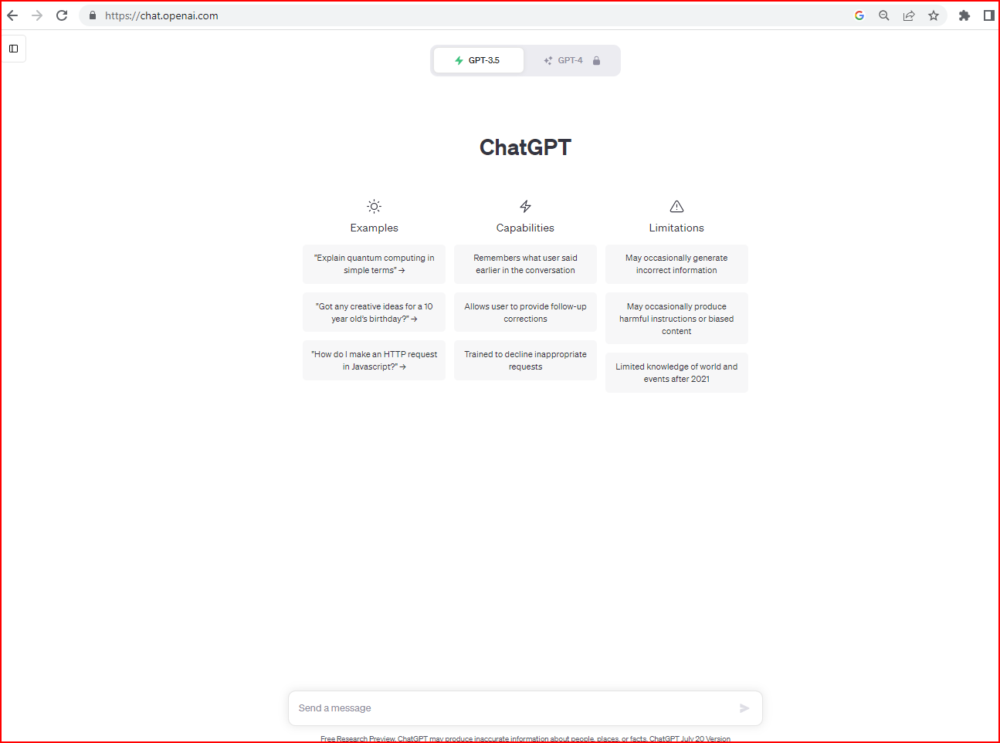 https://chat.openai.com
GPT-3.5
GPT-4
ChatGPT
Examples
"Explain quantum computing in
simple terms" →
"Got any creative ideas for a 10
year old's birthday?" →
"How do I make an HTTP request
in Javascript?" →
Capabilities
Remembers what user said
earlier in the conversation
Allows user to provide follow-up
corrections
Trained to decline inappropriate
requests
Limitations
May occasionally generate
incorrect information
May occasionally produce
harmful instructions or biased
content
Limited knowledge of world and
events after 2021
Send a message
Free Research Preview. ChatGPT may produce inaccurate information about people, places, or facts. ChatGPT July 20 Version